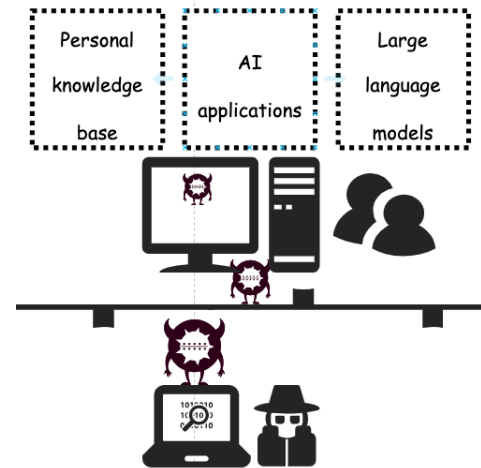 Personal
knowledge
base
AI
applications
Large
language
models